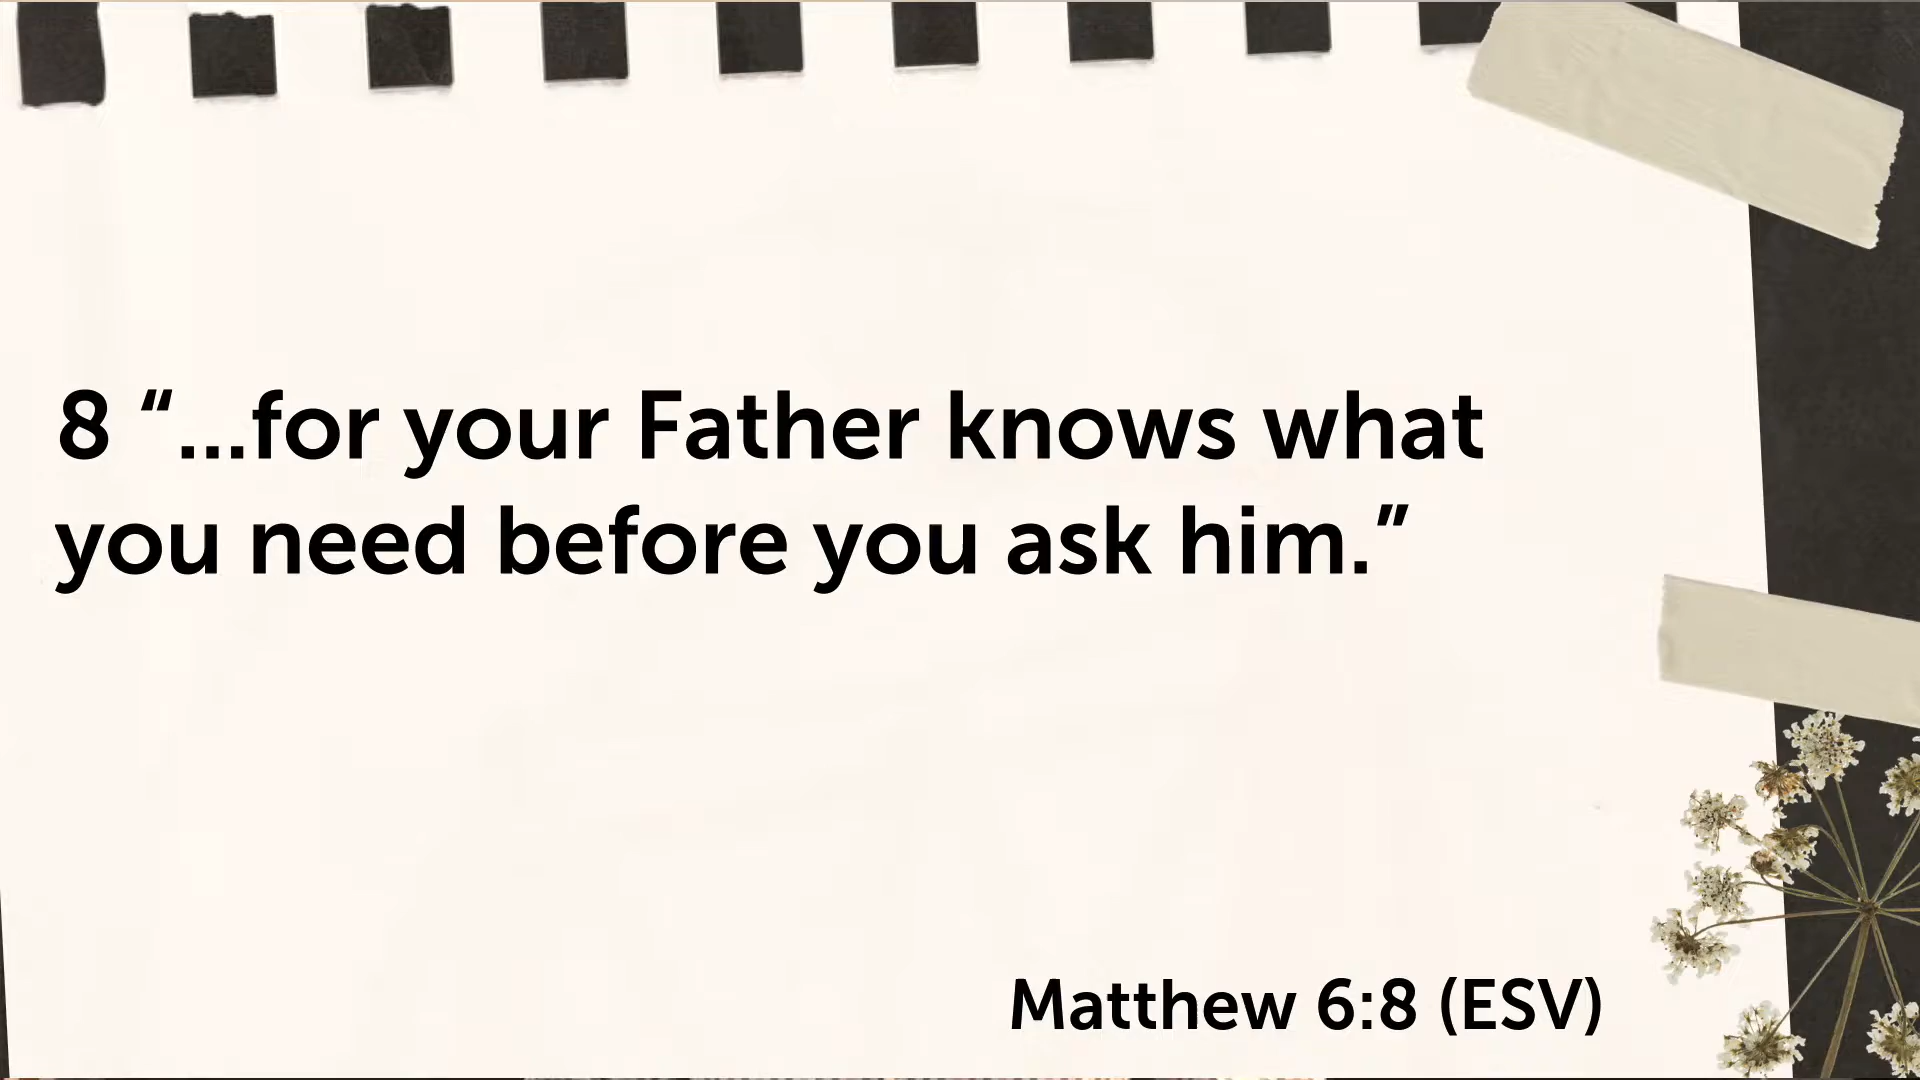 8 “...for your Father knows what
you need before you ask him.”
Matthew 6:8 (ESV)